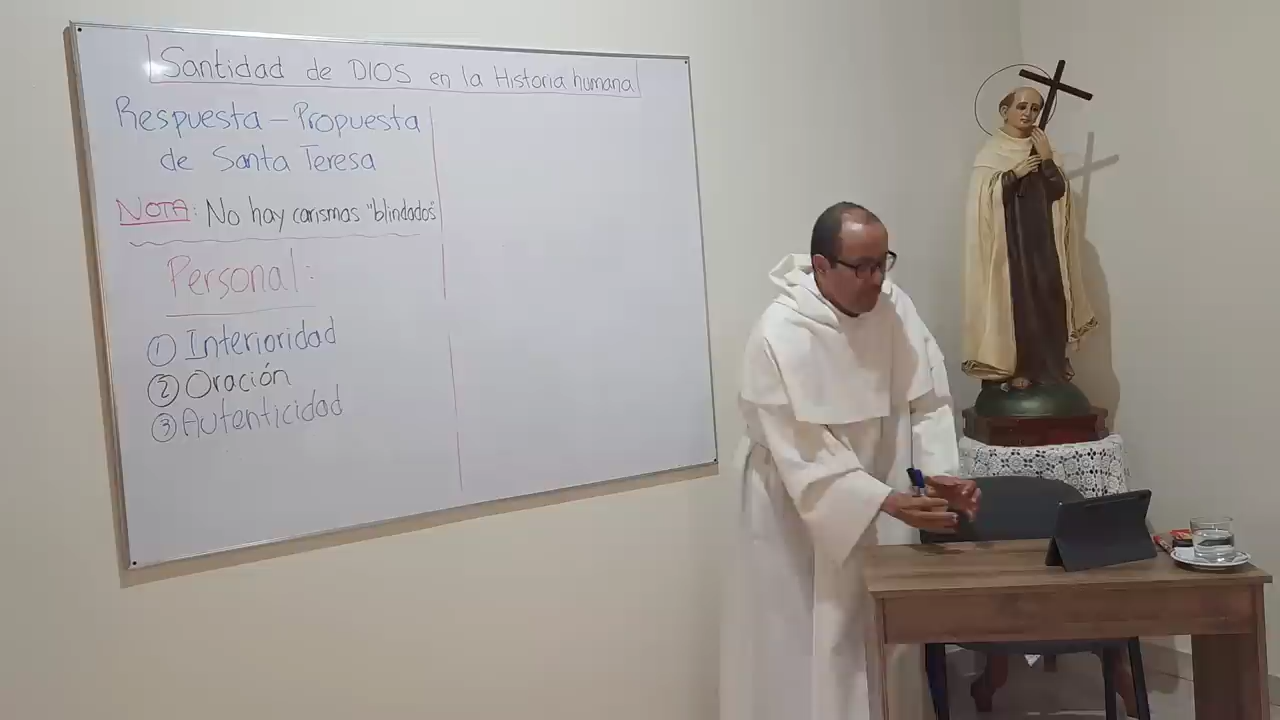 Santidad de DIOS en la Historia humana
Respuesta - Propuesta
de Santa Teresa
NOTA: No hay carismas "blindados"
Personal:
① Interioridad
② Oración
③ Autenticidad